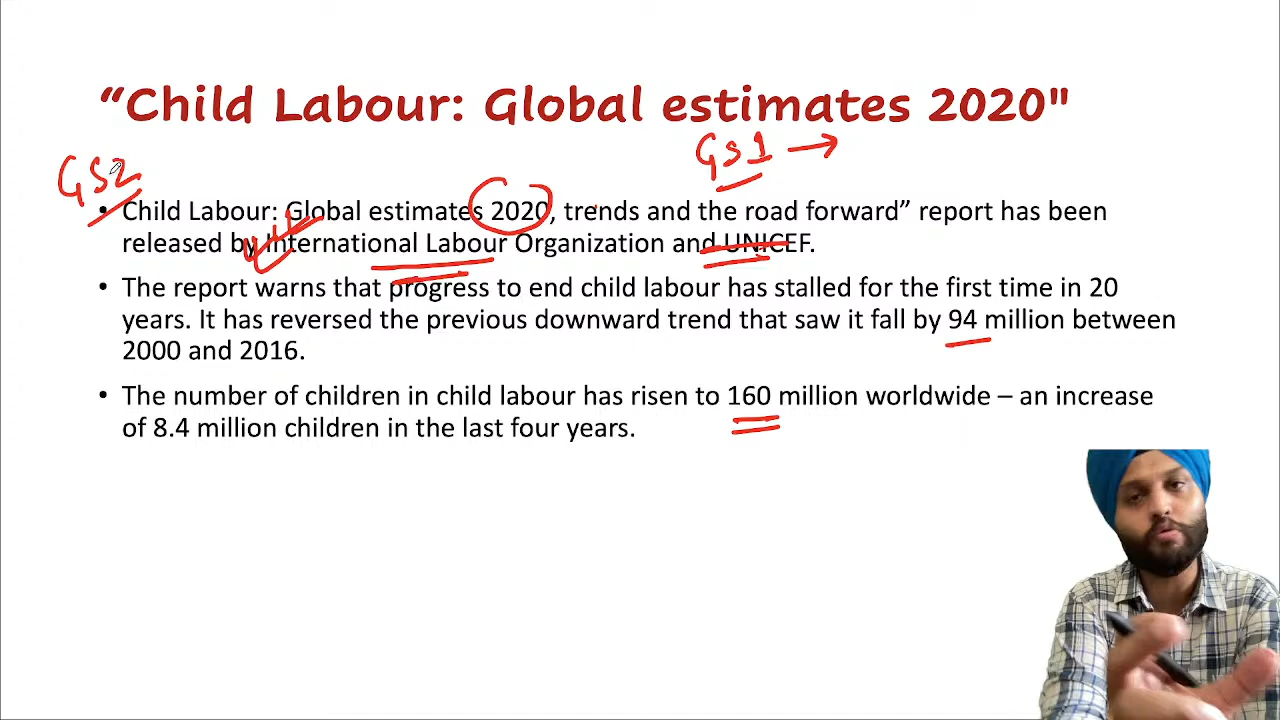 “Child Labour: Global estimates 2020"
GS1
GS2
• Child Labour: Global estimates 2020, trends and the road forward” report has been
released by International Labour Organization and UNICEF.
• The report warns that progress to end child labour has stalled for the first time in 20
years. It has reversed the previous downward trend that saw it fall by 94 million between
2000 and 2016.
• The number of children in child labour has risen to 160 million worldwide – an increase
of 8.4 million children in the last four years.